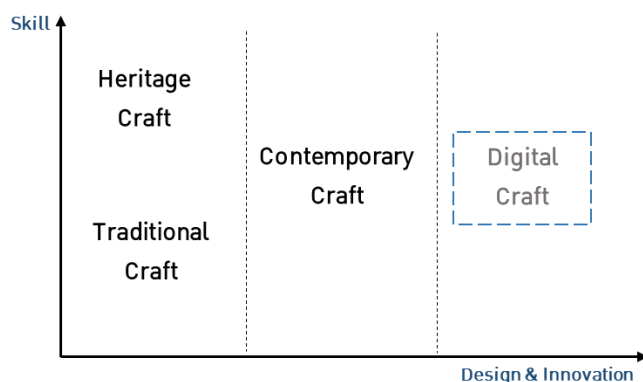 Skill
Heritage
Craft
Contemporary
Craft
Digital
Craft
Traditional
Craft
Design & Innovation